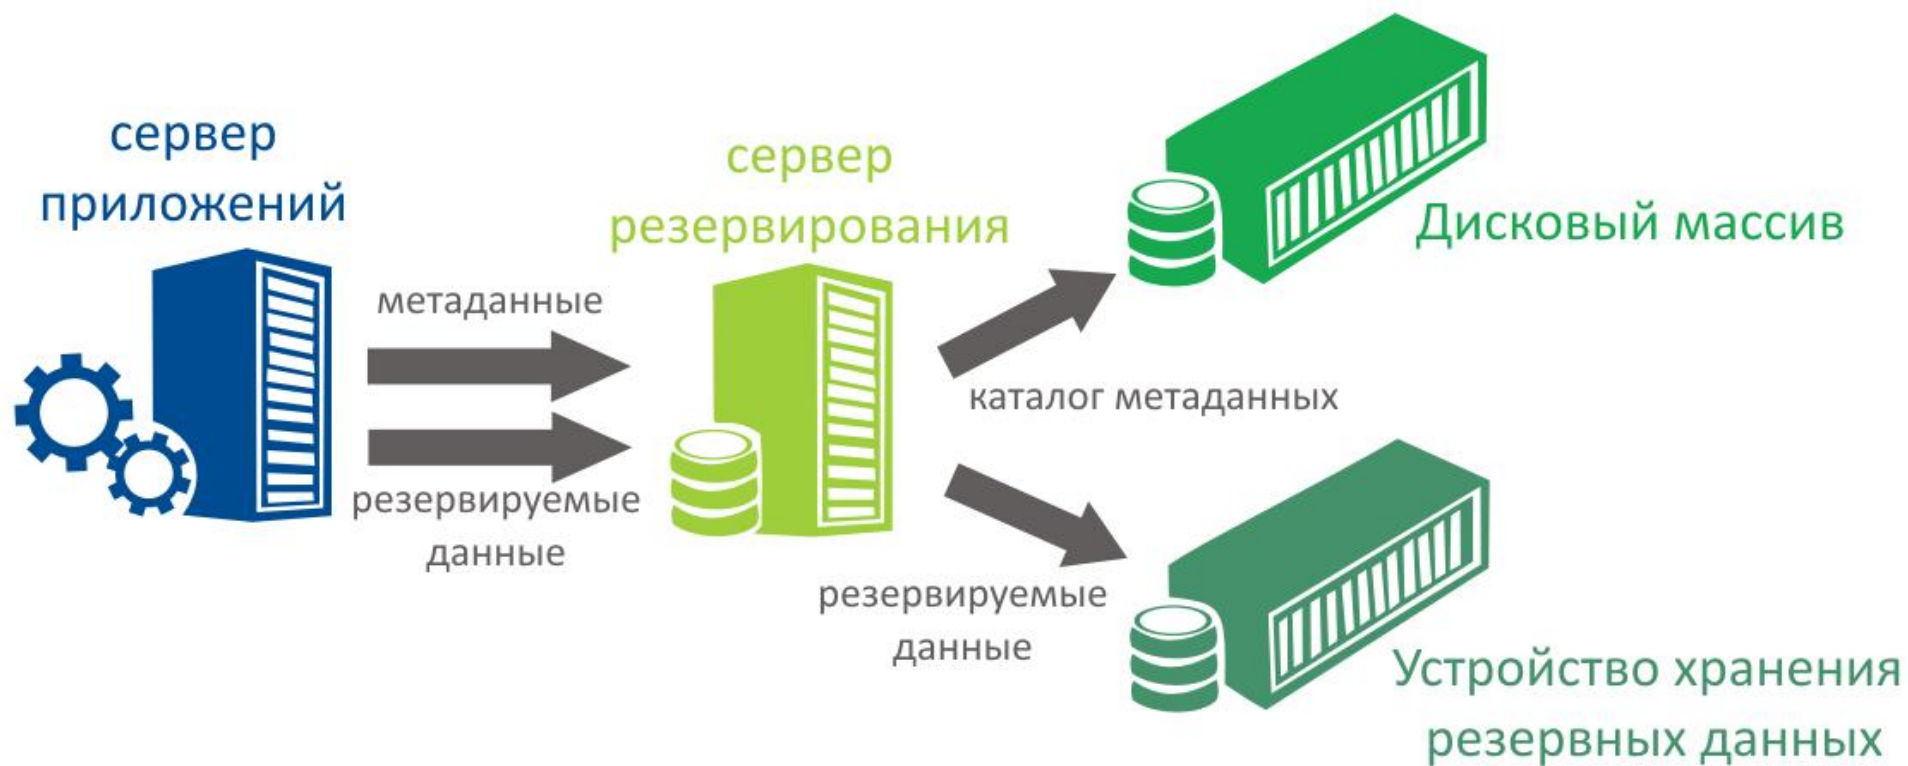 сервер
приложений
метаданные
резервируемые
данные
сервер
резервирования
каталог метаданных
резервируемые
данные
Дисковый массив
Устройство хранения
резервных данных